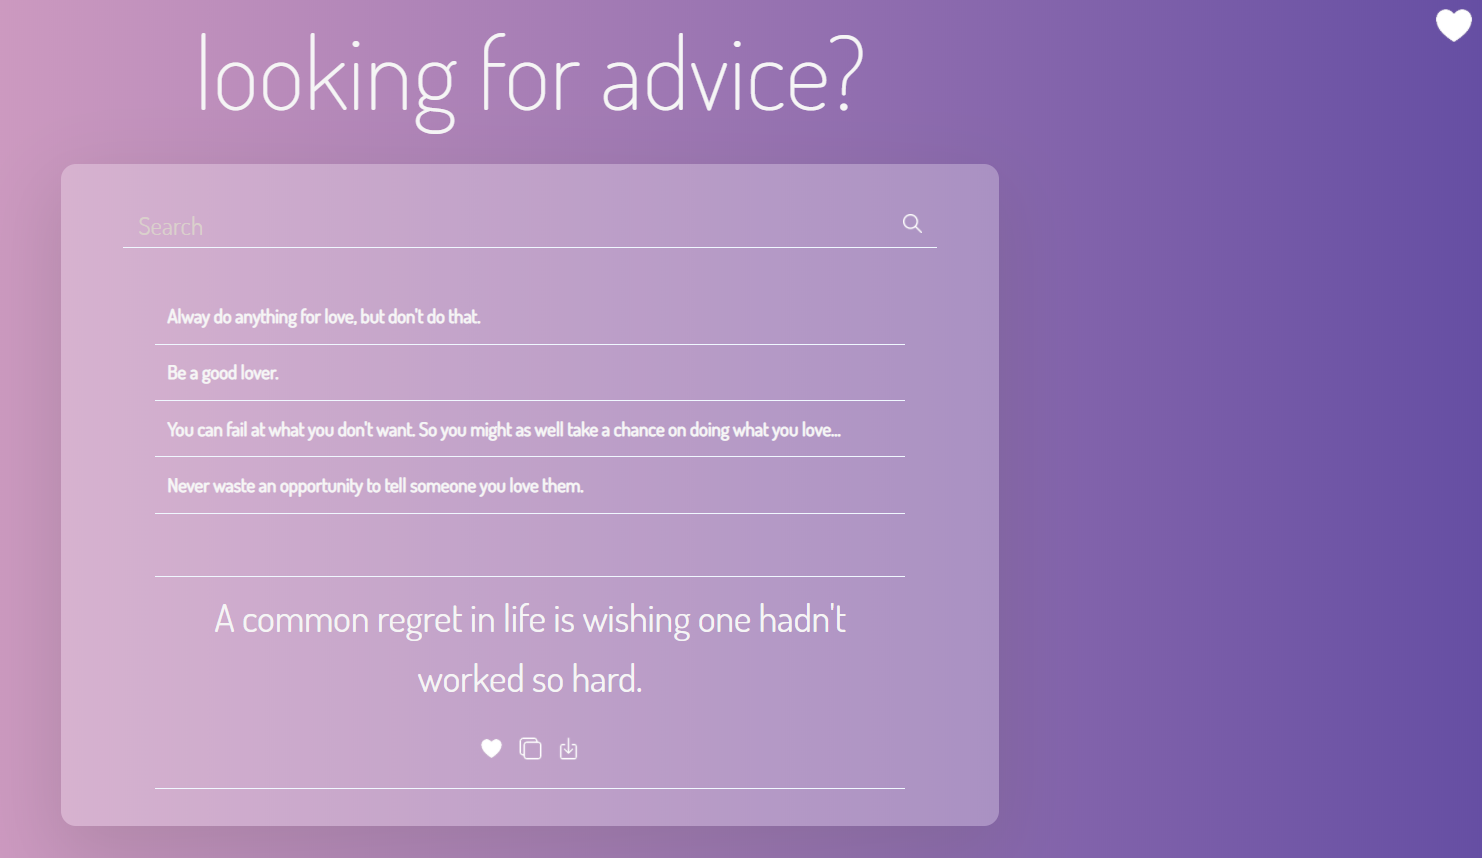 looking for advice?
Search
Alway do anything for love, but don't do that.
Be a good lover.
You can fail at what you don't want. So you might as well take a chance on doing what you love...
Never waste an opportunity to tell someone you love them.
A common regret in life is wishing one hadn't
worked so hard.